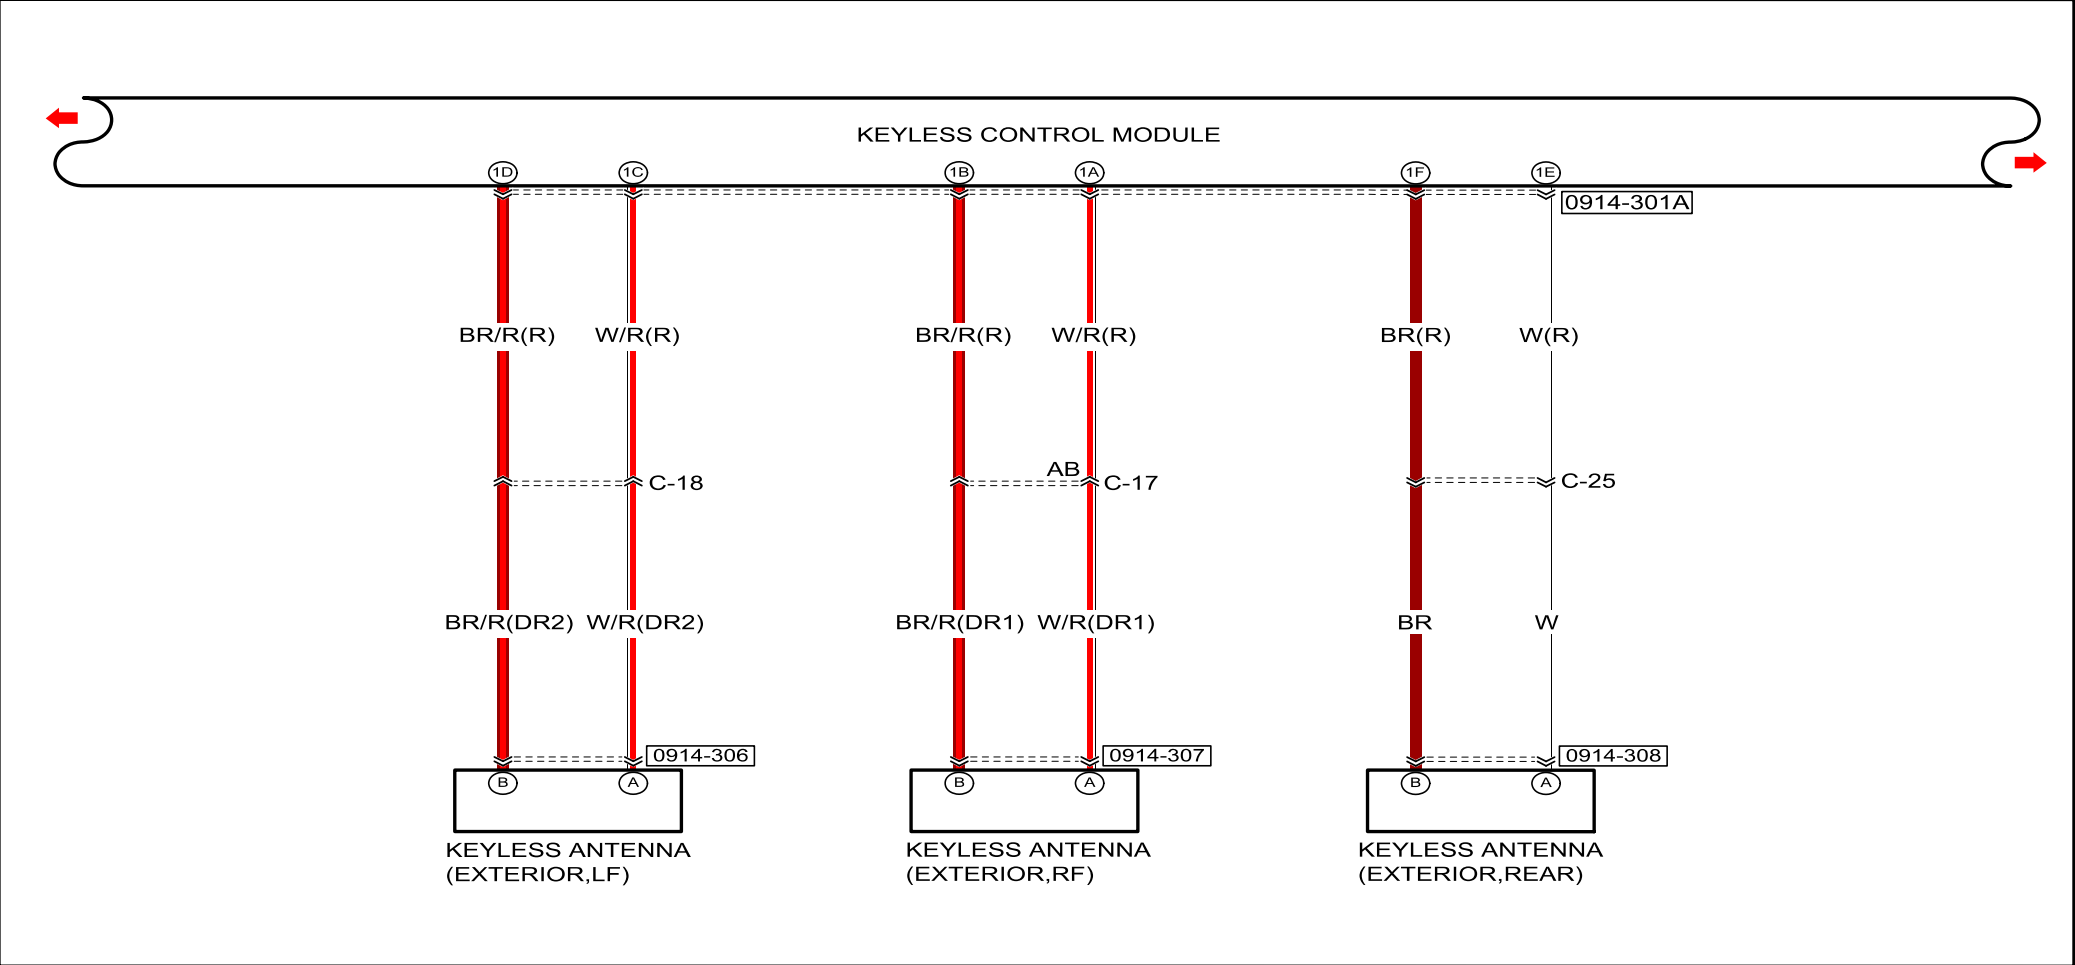 KEYLESS CONTROL MODULE
1D 1C 1B 1A 1F 1E
0914-301A
BR/R(R) W/R(R) BR/R(R) W/R(R) BR(R) W(R)
AB
C-18 C-17 C-25
BR/R(DR2) W/R(DR2) BR/R(DR1) W/R(DR1) BR W
0914-306 0914-307 0914-308
B A B A B A
KEYLESS ANTENNA
(EXTERIOR,LF)
KEYLESS ANTENNA
(EXTERIOR,RF)
KEYLESS ANTENNA
(EXTERIOR,REAR)